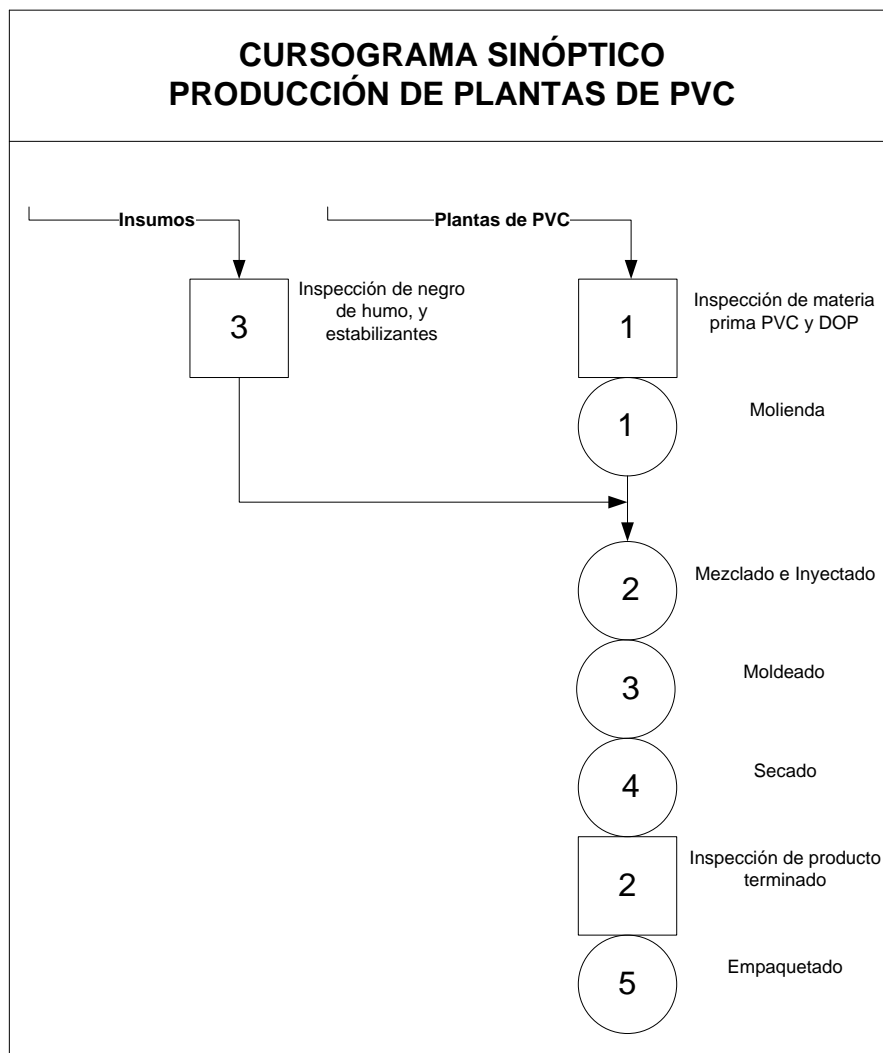 CURSOGRAMA SINÓPTICO
PRODUCCIÓN DE PLANTAS DE PVC
Insumos
Plantas de PVC
3
Inspección de negro
de humo, y
estabilizantes
1
Inspección de materia
prima PVC y DOP
1
Molienda
2
Mezclado e Inyectado
3
Moldeado
4
Secado
2
Inspección de producto
terminado
5
Empaquetado